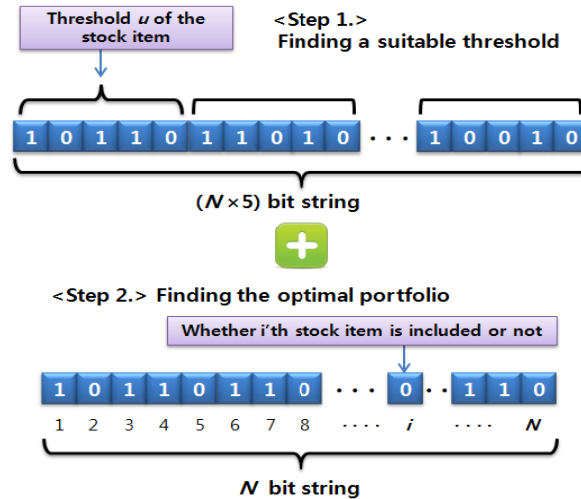 Threshold u of the
stock item
<Step 1.>
Finding a suitable threshold
1 0 1 1 0 1 1 0 1 0 ··· 1 0 0 1 0
(N×5) bit string
<Step 2.> Finding the optimal portfolio
Whether i'th stock item is included or not
1 0 1 1 0 1 1 0 ··· 0 ·· 1 1 0
1 2 3 4 5 6 7 8 ···· i ···· N
N bit string